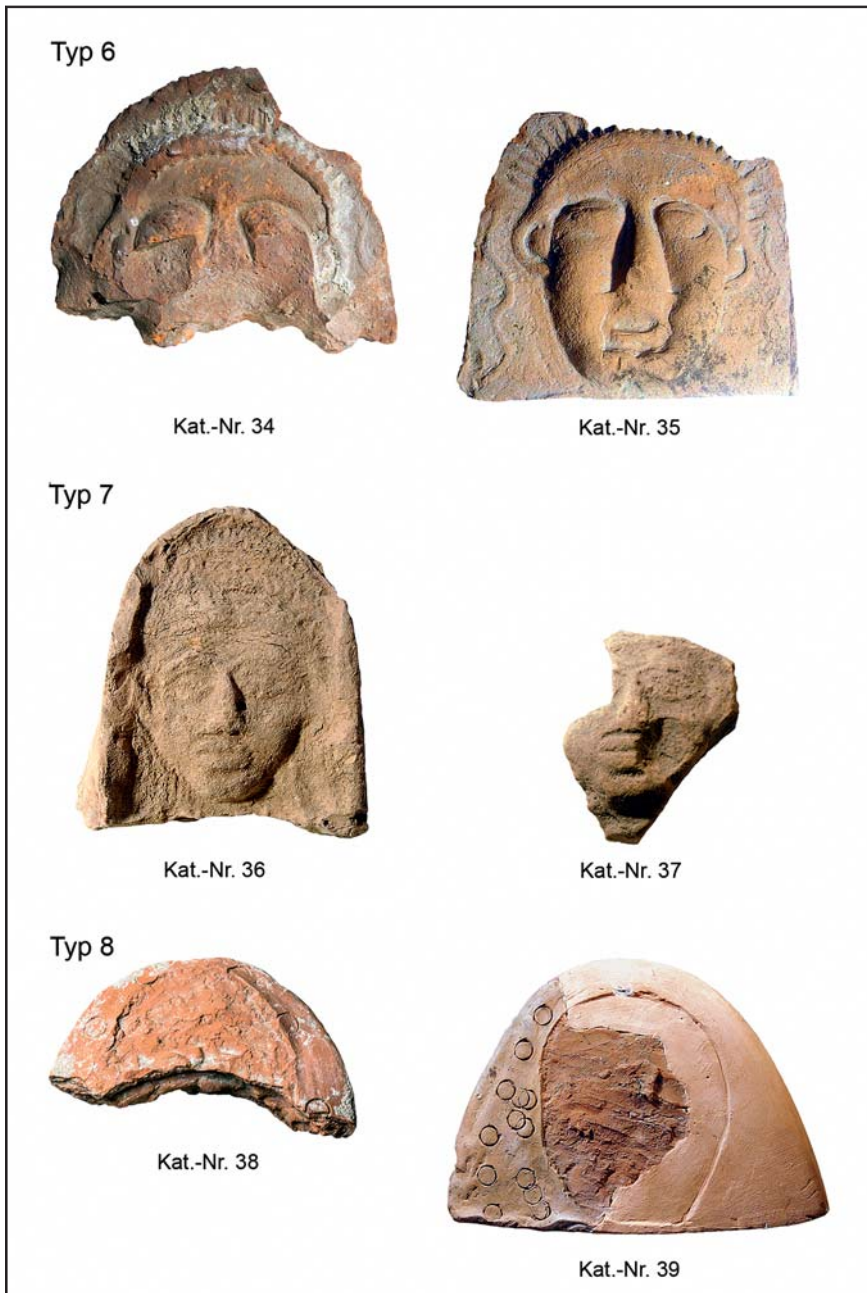 Typ 6
Kat.-Nr. 34
Kat.-Nr. 35
Typ 7
Kat.-Nr. 36
Kat.-Nr. 37
Typ 8
Kat.-Nr. 38
Kat.-Nr. 39